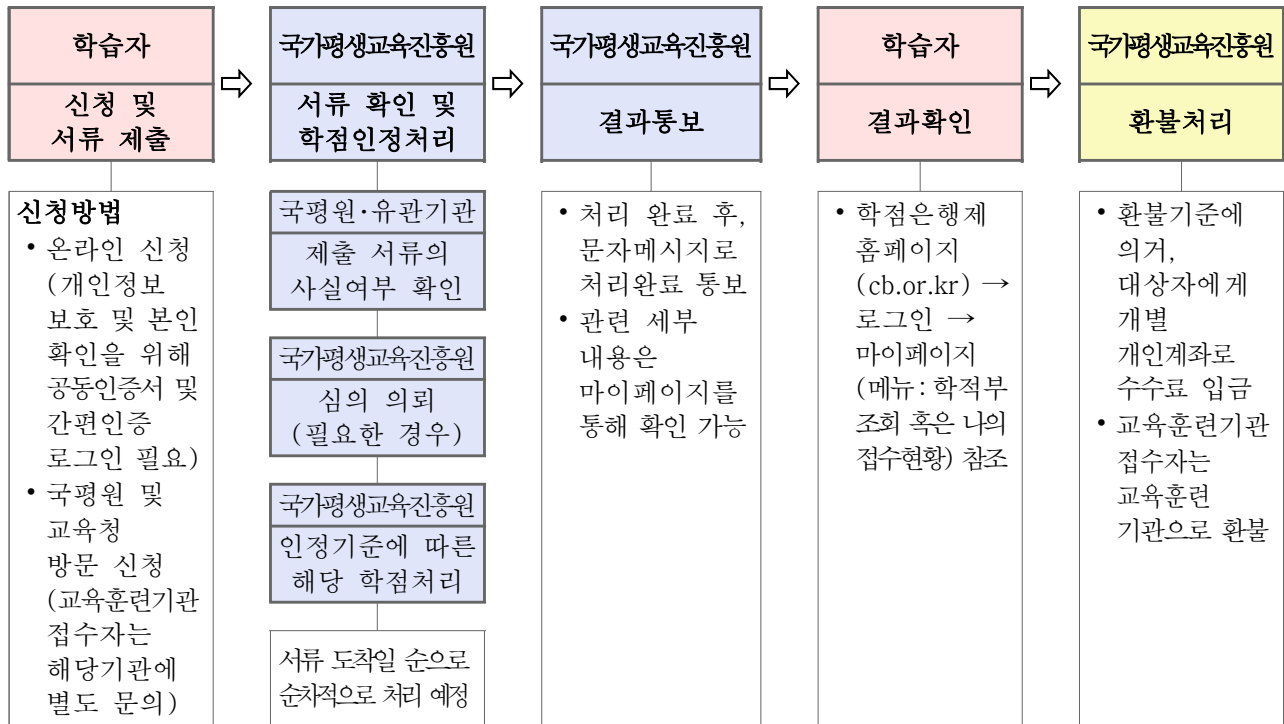 학습자
신청 및
서류 제출
⇨
국가평생교육진흥원
서류 확인 및
학점인정처리
⇨
국가평생교육진흥원
결과통보
⇨
학습자
결과확인
⇨
국가평생교육진흥원
환불처리
신청방법
• 온라인 신청
(개인정보
보호 및 본인
확인을 위해
공동인증서 및
간편인증
로그인 필요)
• 국평원 및
교육청
방문 신청
(교육훈련기관
접수자는
해당기관에
별도 문의)
국평원·유관기관
제출 서류의
사실여부 확인
국가평생교육진흥원
심의 의뢰
(필요한 경우)
국가평생교육진흥원
인정기준에 따른
해당 학점처리
서류 도착일 순으로
순차적으로 처리 예정
• 처리 완료 후,
문자메시지로
처리완료 통보
• 관련 세부
내용은
마이페이지를
통해 확인 가능
• 학점은행제
홈페이지
(cb.or.kr) →
로그인 →
마이페이지
(메뉴: 학적부
조회 혹은 나의
접수현황) 참조
• 환불기준에
의거,
대상자에게
개별
개인계좌로
수수료 입금
• 교육훈련기관
접수자는
교육훈련
기관으로 환불